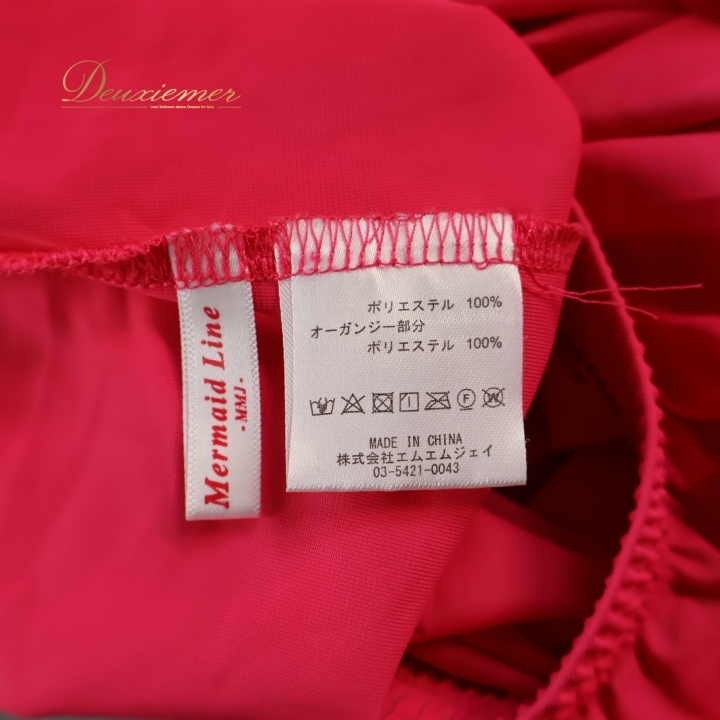 Deuxiemer
Mermaid Line
- MMJ -
ポリエステル 100%
オーガンジー部分
ポリエステル 100%
MADE IN CHINA
株式会社エムエムジェイ
03-5421-0043